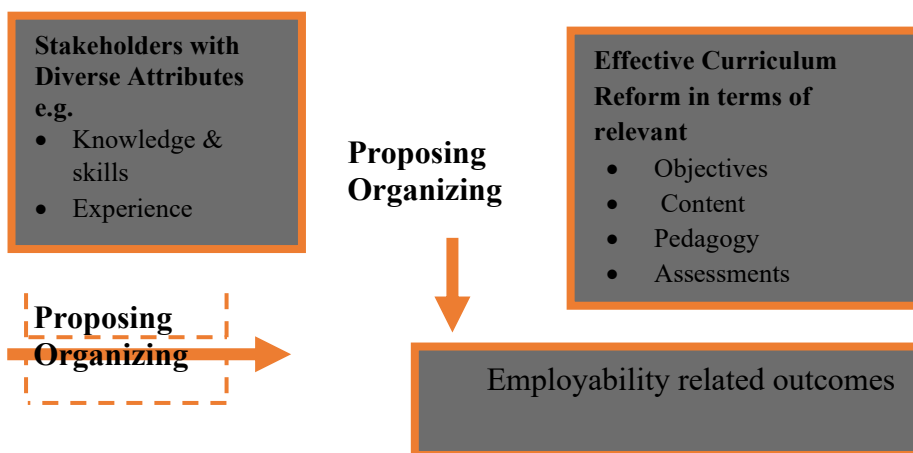 Stakeholders with
Diverse Attributes
e.g.
• Knowledge &
skills
• Experience
Proposing
Organizing
Effective Curriculum
Reform in terms of
relevant
• Objectives
• Content
• Pedagogy
• Assessments
Proposing
Organizing
Employability related outcomes